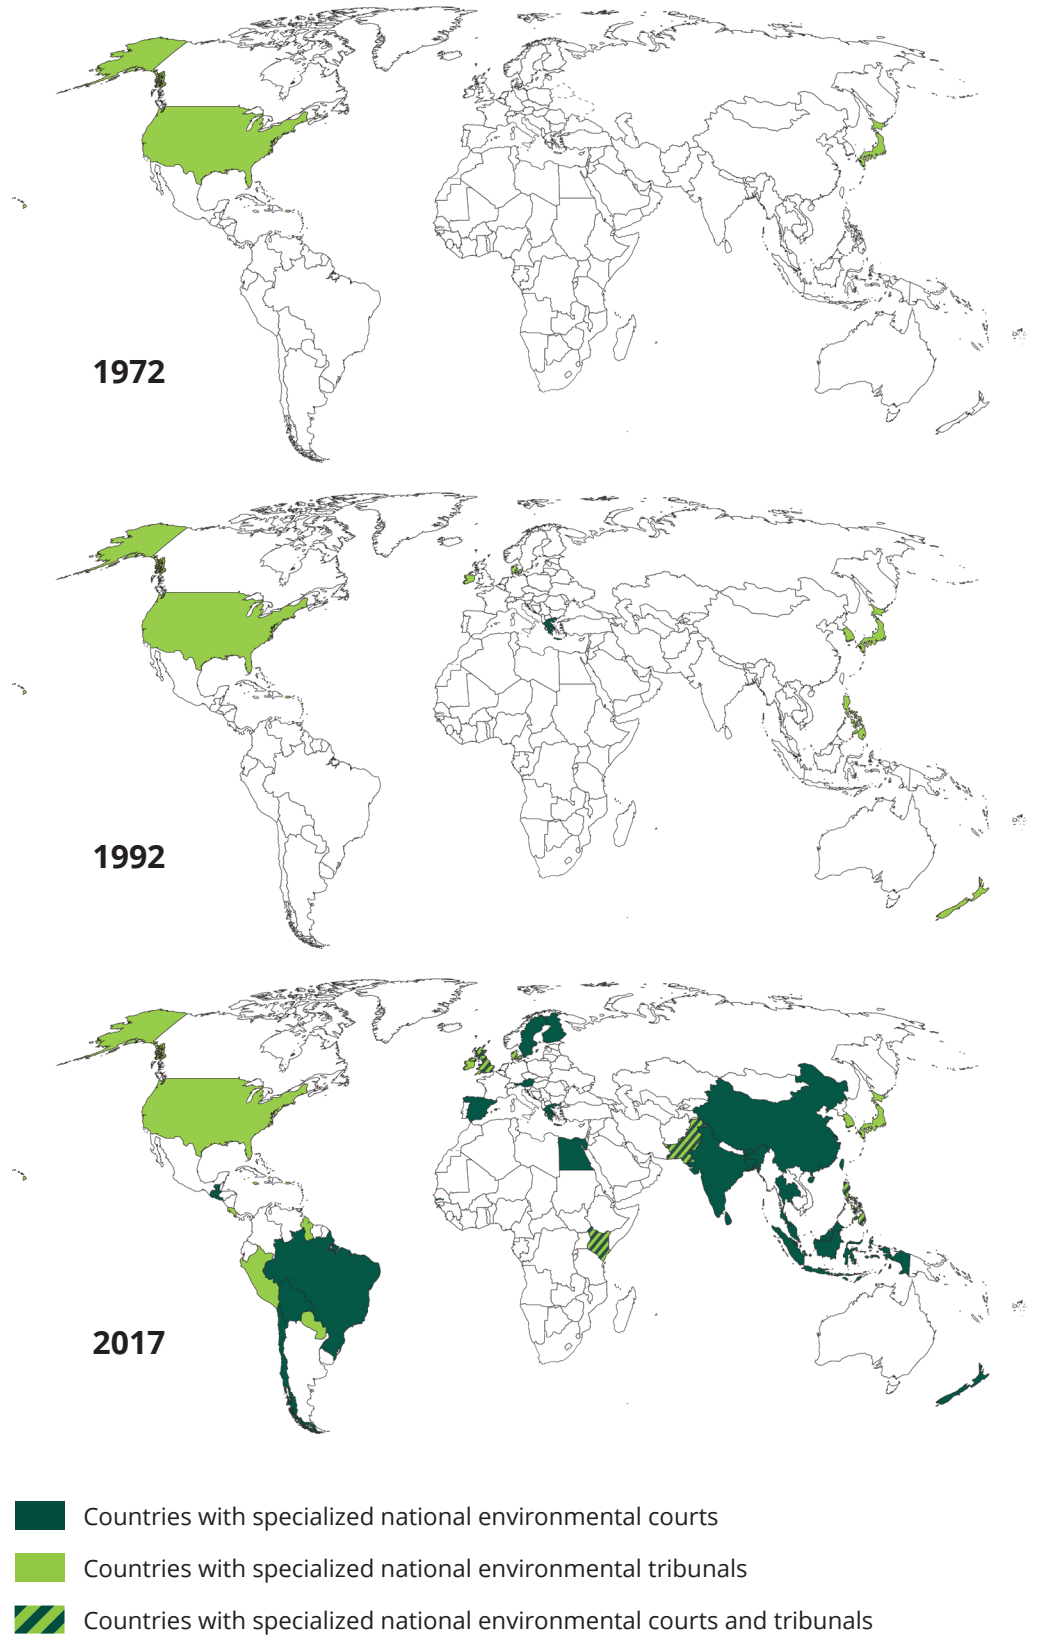 1972
1992
2017
Countries with specialized national environmental courts
Countries with specialized national environmental tribunals
Countries with specialized national environmental courts and tribunals